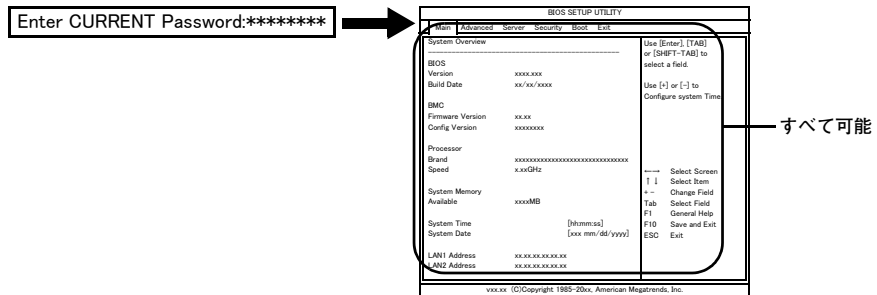 Enter CURRENT Password:********
BIOS SETUP UTILITY
Main Advanced Server Security Boot Exit
System Overview
BIOS
Version xxxx.xxx
Build Date xx/xx/xxxx
BMC
Firmware Version xx.xx
Config Version xxxxxxxx
Processor
Brand xxxxxxxxxxxxxxxxxxxxxxxxxxxxxx
Speed x.xxGHz
System Memory
Available xxxxMB
System Time [hh:mm:ss]
System Date [xxx mm/dd/yyyy]
LAN1 Address xx.xx.xx.xx.xx.xx
LAN2 Address xx.xx.xx.xx.xx.xx
Use [Enter], [TAB]
or [SHIFT-TAB] to
select a field.
Use [+] or [-] to
Configure system Time
←→ Select Screen
↑↓ Select Item
+ - Change Field
Tab Select Field
F1 General Help
F10 Save and Exit
ESC Exit
すべて可能
vxx.xx (C)Copyright 1985-20xx, American Megatrends, Inc.